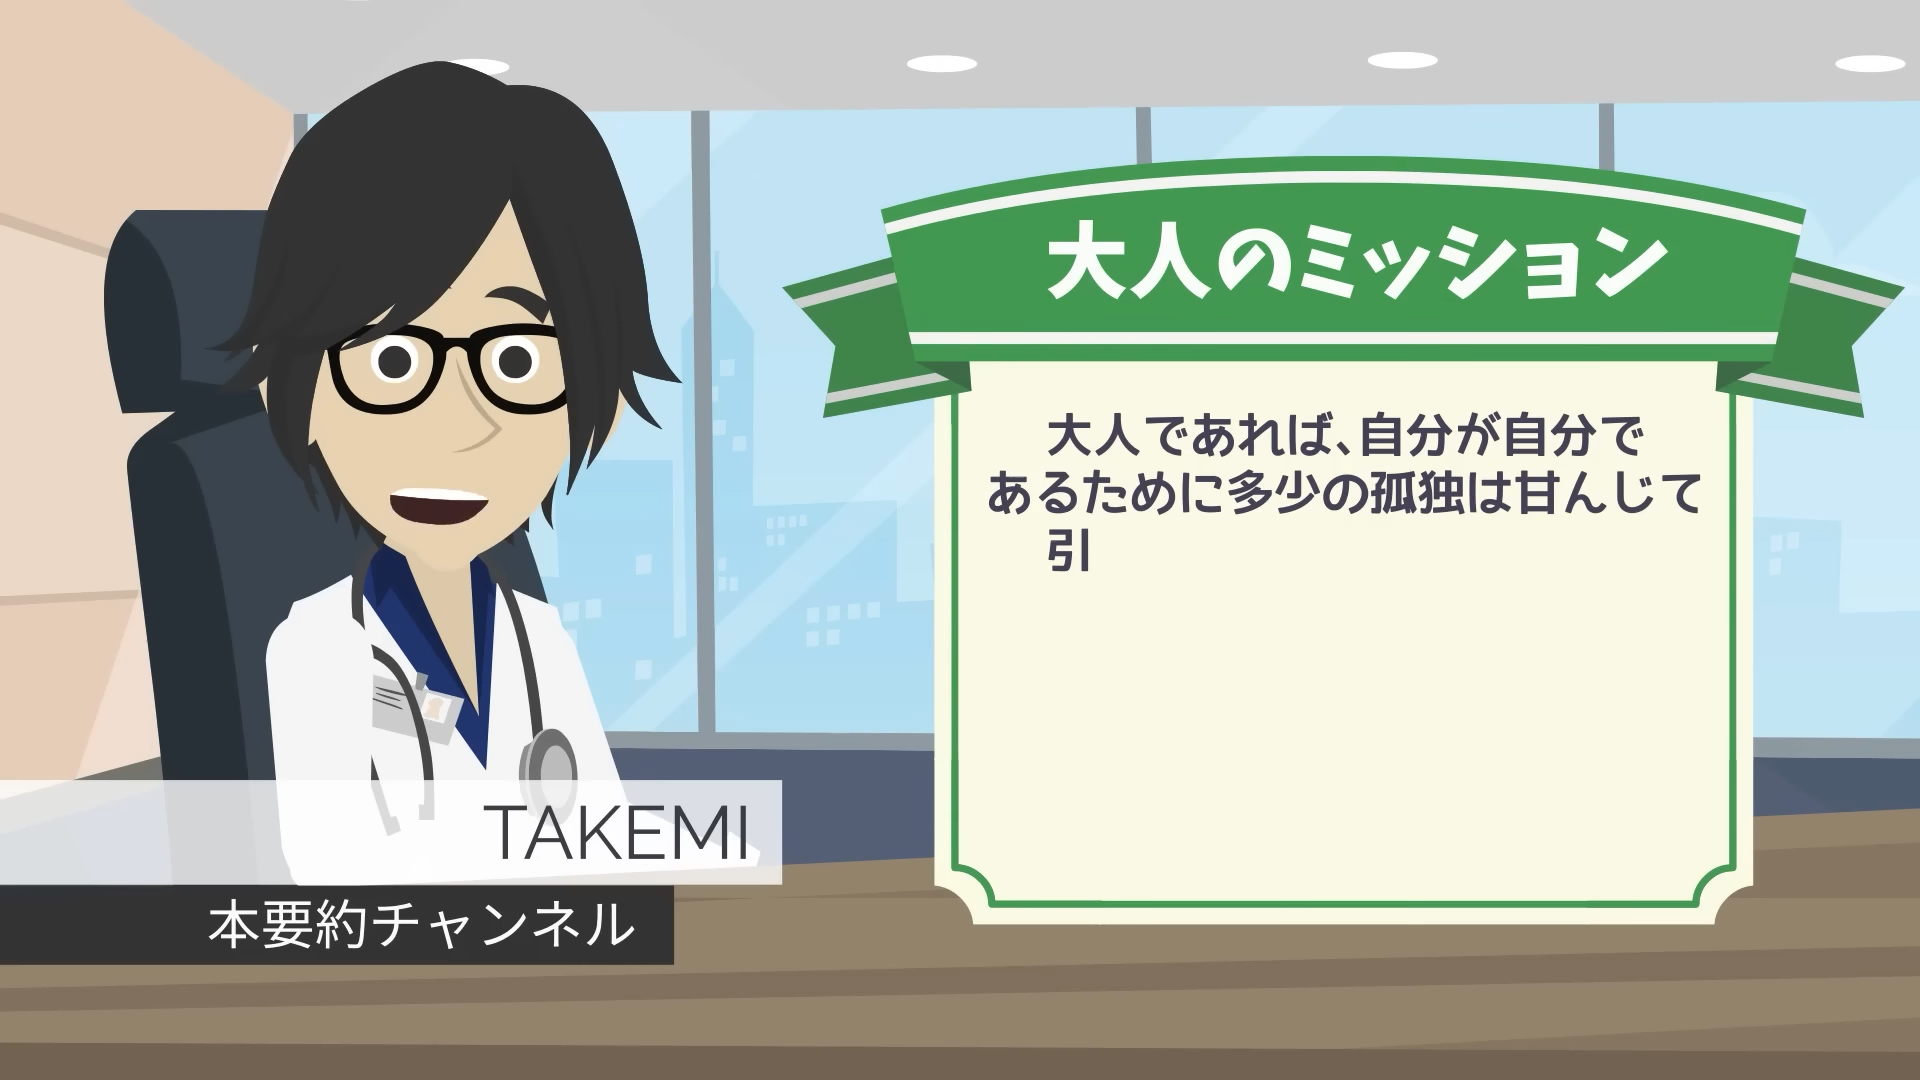 大人のミッション
大人であれば、自分が自分で
あるために多少の孤独は甘んじて
引
TAKEMI
本要約チャンネル